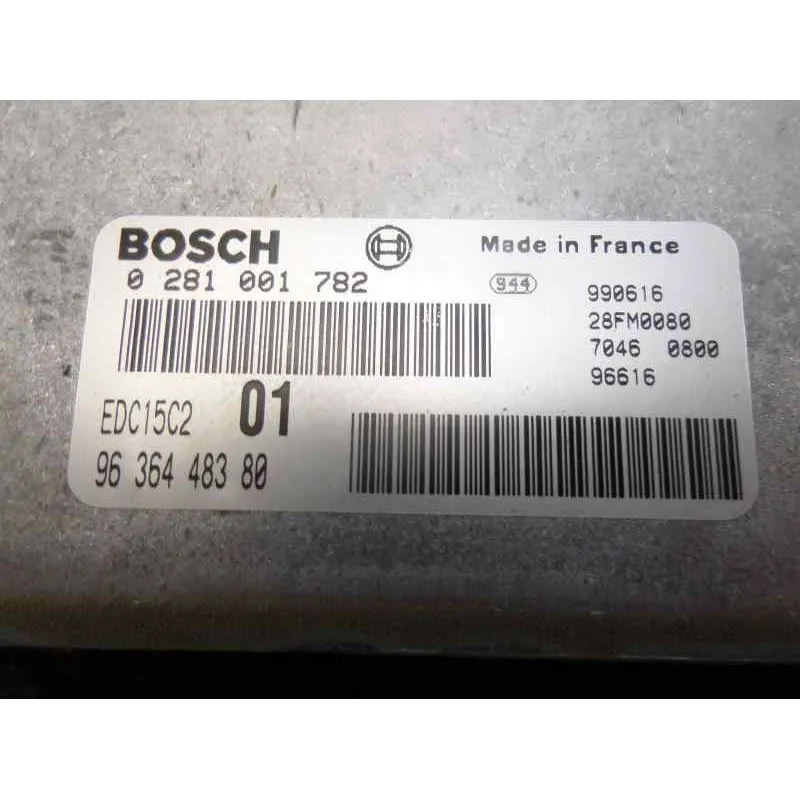 BOSCH Made in France
0 281 001 782 944 990616
28FM0080
7046 0800
96616
EDC15C2 01
96 364 483 80